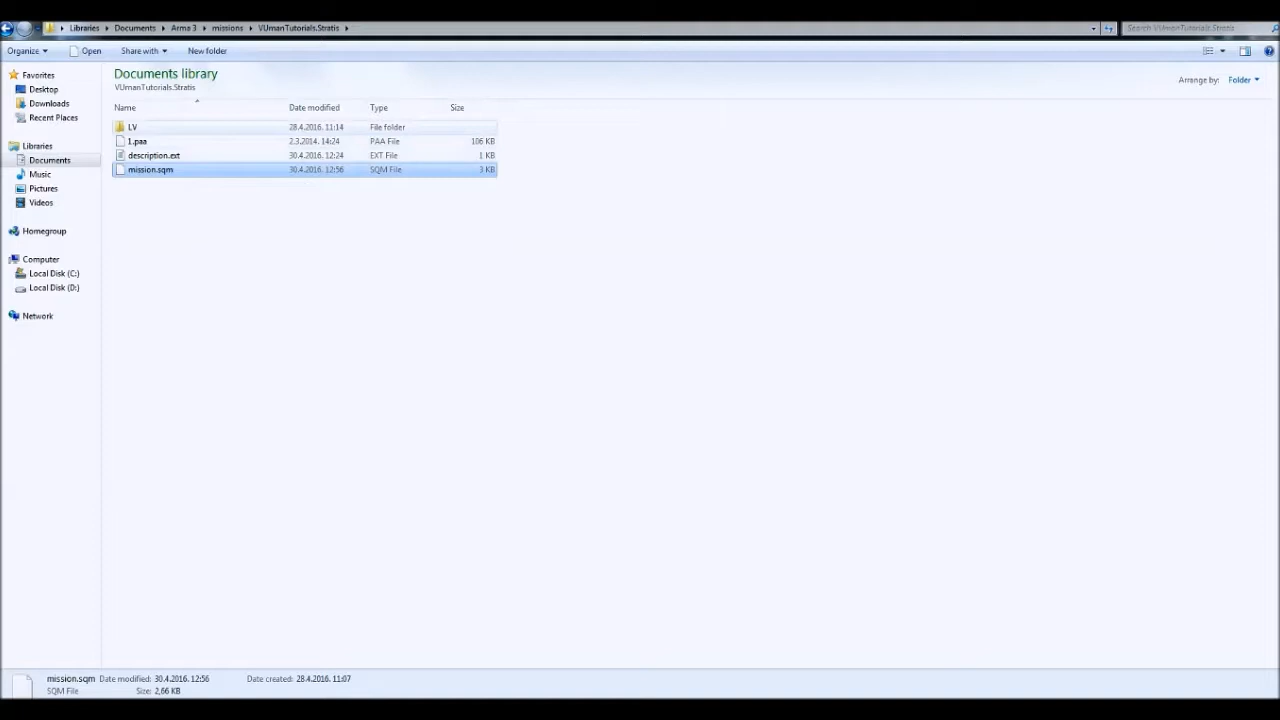 Libraries Documents Arma 3 missions VUmanTutorials.Stratis Search VUmanTutorials.Stratis
Organize Open Share with New folder
Favorites
Desktop
Downloads
Recent Places
Libraries
Documents
Music
Pictures
Videos
Homegroup
Computer
Local Disk (C:)
Local Disk (D:)
Network
Documents library
VUmanTutorials.Stratis
Arrange by: Folder
Name Date modified Type Size
LV 28.4.2016. 11:14 File folder
1.paa 2.3.2014. 14:24 PAA File 106 KB
description.ext 30.4.2016. 12:24 EXT File 1 KB
mission.sqm 30.4.2016. 12:56 SQM File 3 KB
mission.sqm Date modified: 30.4.2016. 12:56 Date created: 28.4.2016. 11:07
SQM File Size: 2,66 KB